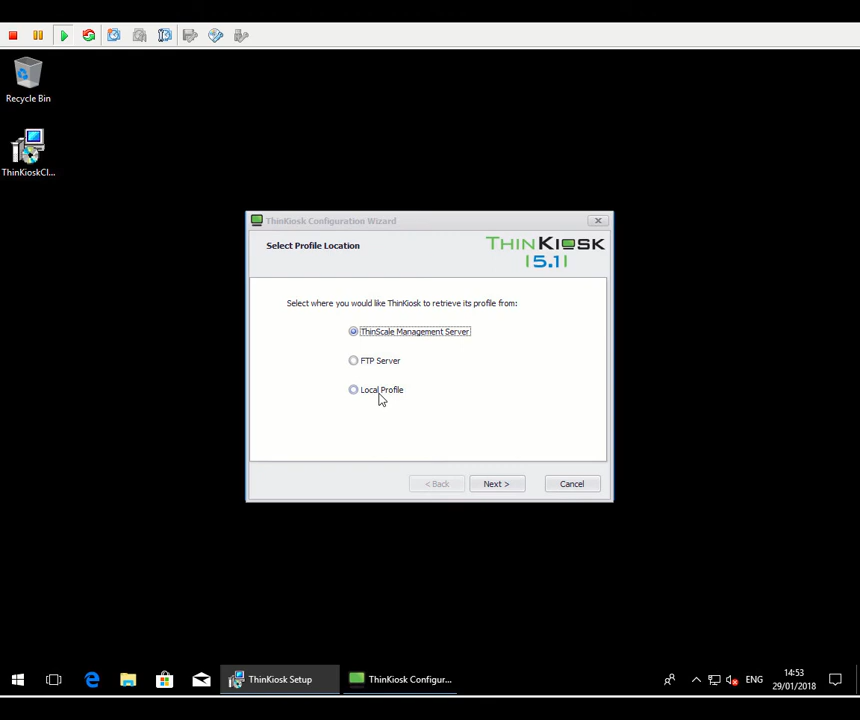 Recycle Bin
ThinKioskCl...
ThinKiosk Configuration Wizard
Select Profile Location
THINKIOSK
|5.1|
Select where you would like ThinKiosk to retrieve its profile from:
ThinScale Management Server
FTP Server
Local Profile
< Back
Next >
Cancel
ThinKiosk Setup
ThinKiosk Configur...
ENG
14:53
29/01/2018